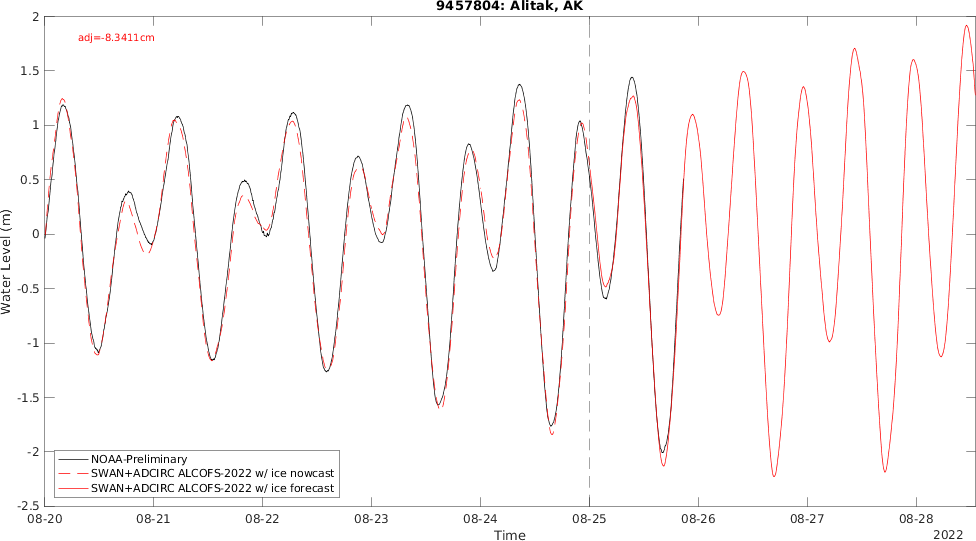 9457804: Alitak, AK
adj=-8.3411cm
Water Level (m)
2
1.5
1
0.5
0
-0.5
-1
-1.5
-2
-2.5
NOAA-Preliminary
SWAN+ADCIRC ALCOFS-2022 w/ ice nowcast
SWAN+ADCIRC ALCOFS-2022 w/ ice forecast
08-20 08-21 08-22 08-23 08-24 08-25 08-26 08-27 08-28
Time
2022